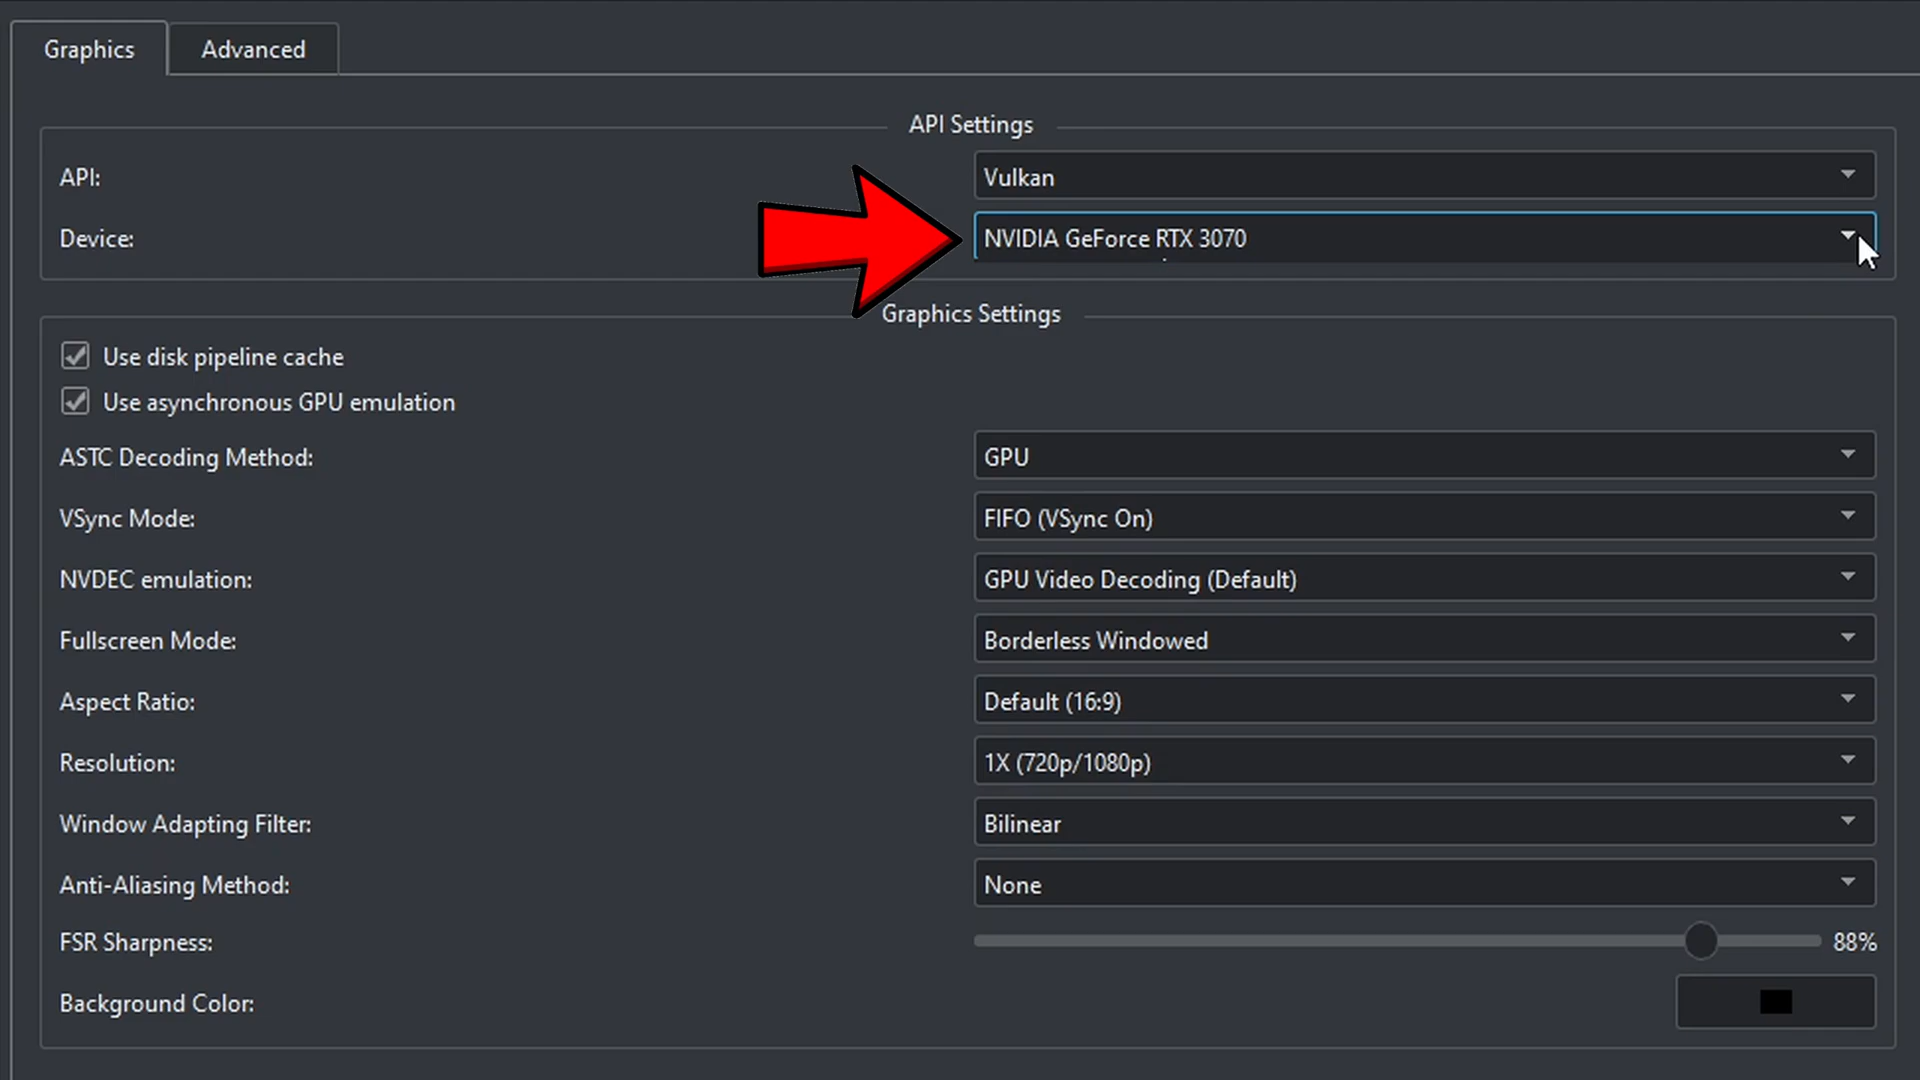 Graphics
Advanced
API Settings
API:
Vulkan
Device:
NVIDIA GeForce RTX 3070
Graphics Settings
Use disk pipeline cache
Use asynchronous GPU emulation
ASTC Decoding Method:
GPU
VSync Mode:
FIFO (VSync On)
NVDEC emulation:
GPU Video Decoding (Default)
Fullscreen Mode:
Borderless Windowed
Aspect Ratio:
Default (16:9)
Resolution:
1X (720p/1080p)
Window Adapting Filter:
Bilinear
Anti-Aliasing Method:
None
FSR Sharpness:
88%
Background Color: